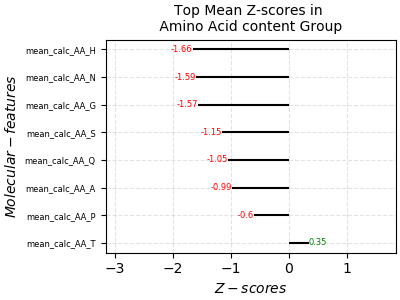 Top Mean Z-scores in
Amino Acid content Group
mean_calc_AA_H
-1.66
mean_calc_AA_N
-1.59
mean_calc_AA_G
-1.57
mean_calc_AA_S
-1.15
mean_calc_AA_Q
-1.05
mean_calc_AA_A
-0.99
mean_calc_AA_P
-0.6
mean_calc_AA_T
0.35
Molecular − features
−3 −2 −1 0 1
Z − scores